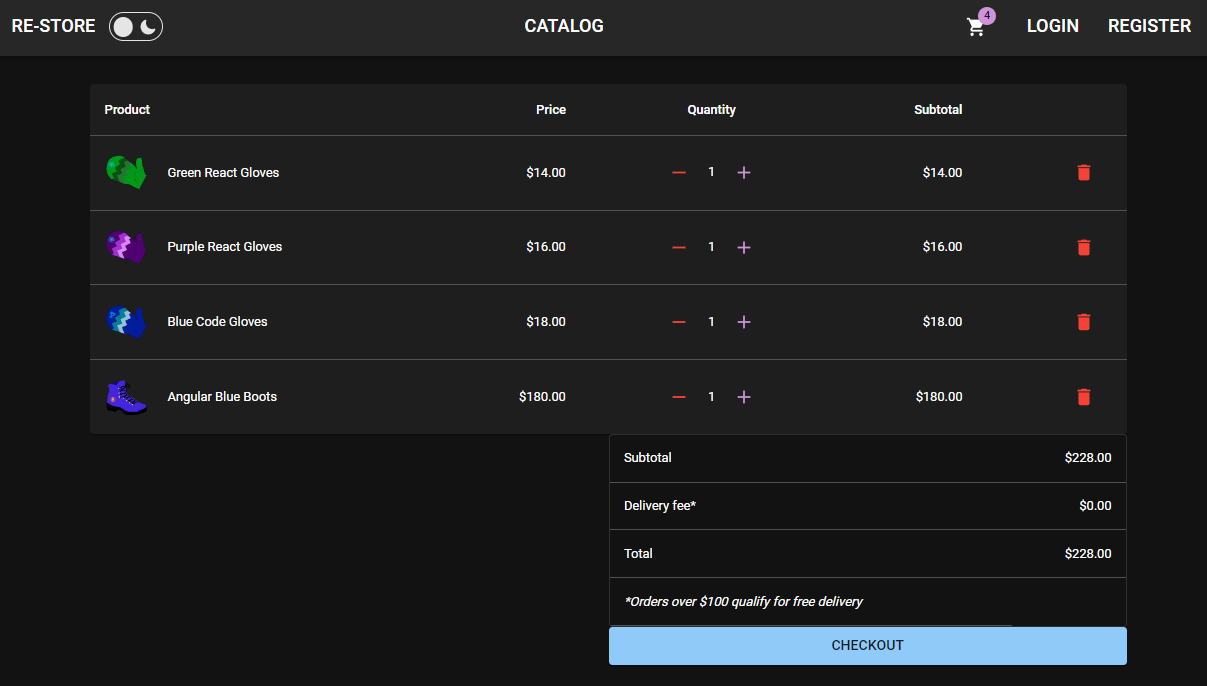 RE-STORE CATALOG 4 LOGIN REGISTER
Product Price Quantity Subtotal
Green React Gloves $14.00 1 $14.00
Purple React Gloves $16.00 1 $16.00
Blue Code Gloves $18.00 1 $18.00
Angular Blue Boots $180.00 1 $180.00
Subtotal $228.00
Delivery fee* $0.00
Total $228.00
*Orders over $100 qualify for free delivery
CHECKOUT